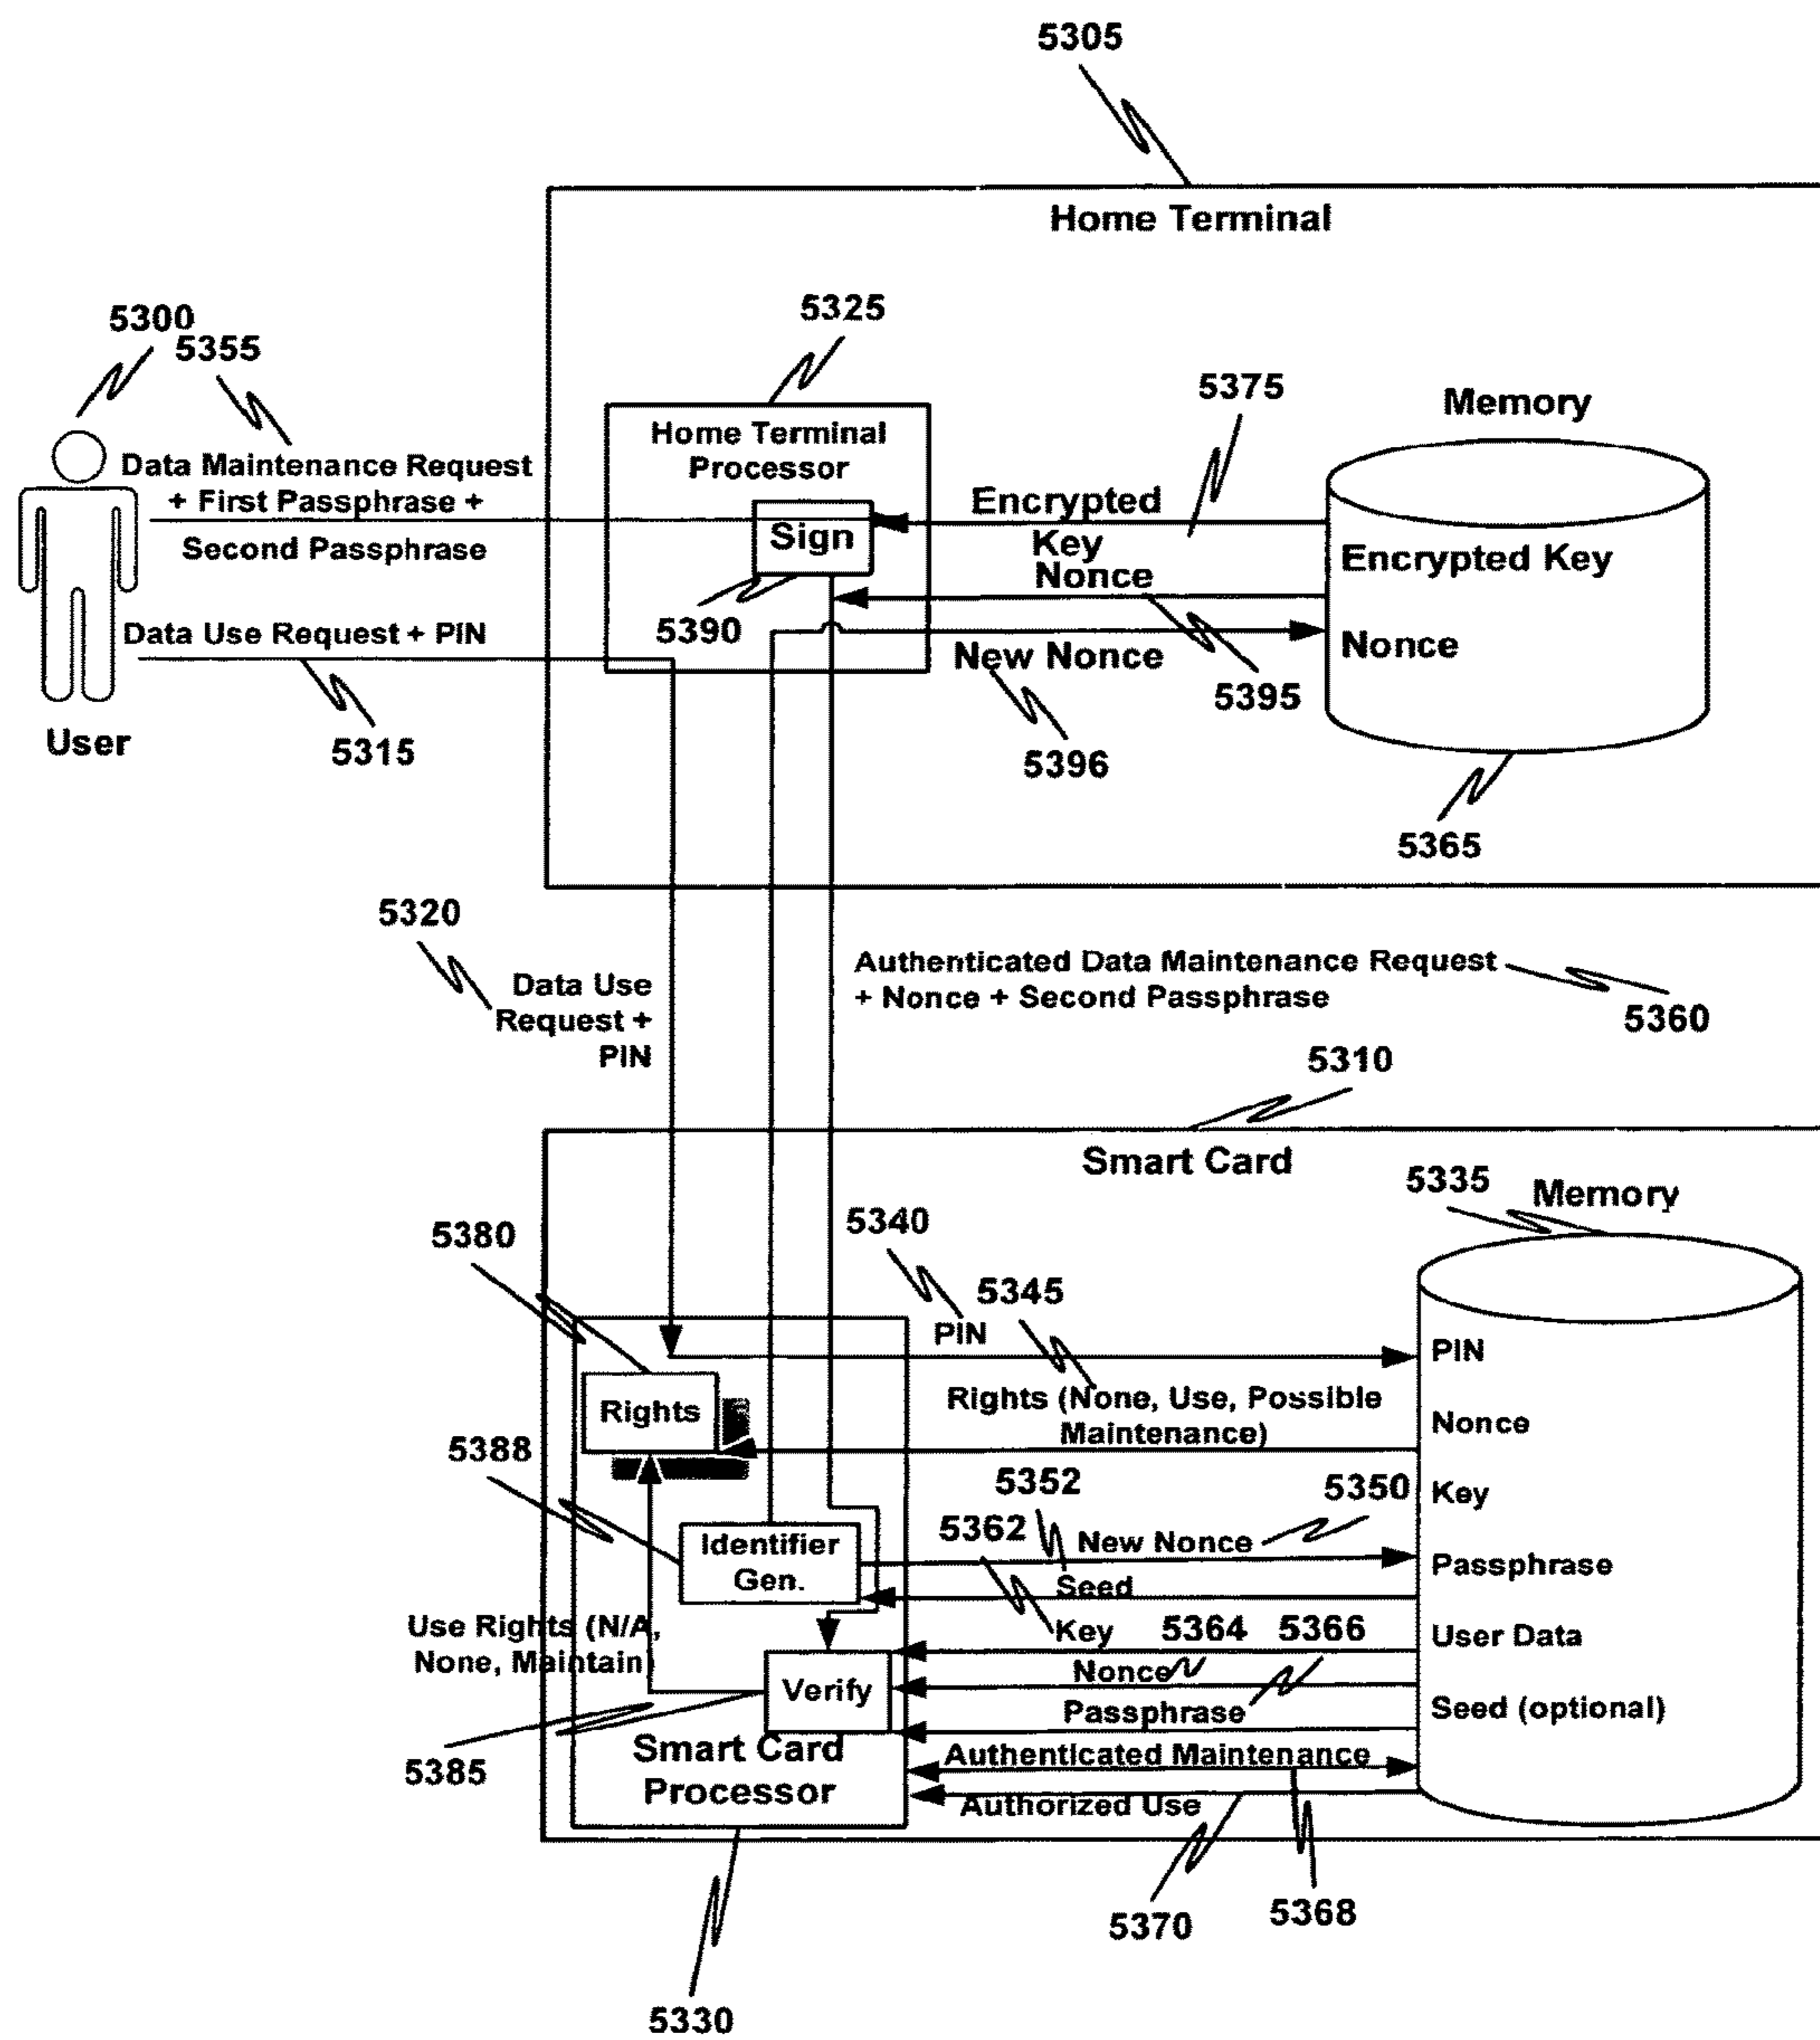 5305
Home Terminal
5300
5355
5325
5375
Memory
Home Terminal
Processor
Data Maintenance Request
+ First Passphrase +
Second Passphrase
Sign
Encrypted
Key
Nonce
Encrypted Key
5390
Data Use Request + PIN
New Nonce
Nonce
5395
User
5315
5396
5365
5320
Data Use
Request +
PIN
Authenticated Data Maintenance Request
+ Nonce + Second Passphrase
5360
5310
Smart Card
5335
Memory
5380
5340
5345
PIN
PIN
Rights
Rights (None, Use, Possible
Maintenance)
Nonce
5388
5352
5350
Key
5362
Identifier
Gen.
New Nonce
Passphrase
Seed
Use Rights (N/A,
None, Maintain)
Key
5364
5366
User Data
Verify
Nonce
Passphrase
Seed (optional)
Smart Card
Processor
Authenticated Maintenance
5385
Authorized Use
5370
5368
5330